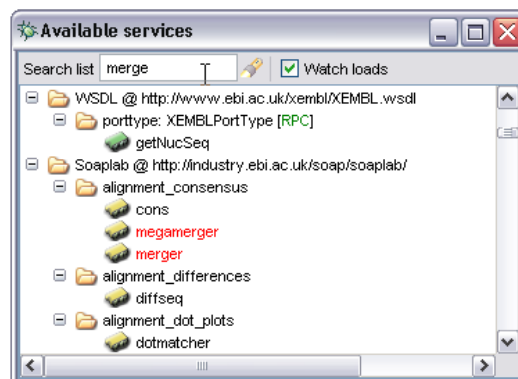 Available services
Search list merge Watch loads
WSDL @ http://www.ebi.ac.uk/xembl/XEMBL.wsdl
porttype: XEMBLPortType [RPC]
getNucSeq
Soaplab @ http://industry.ebi.ac.uk/soap/soaplab/
alignment_consensus
cons
megamerger
merger
alignment_differences
diffseq
alignment_dot_plots
dotmatcher